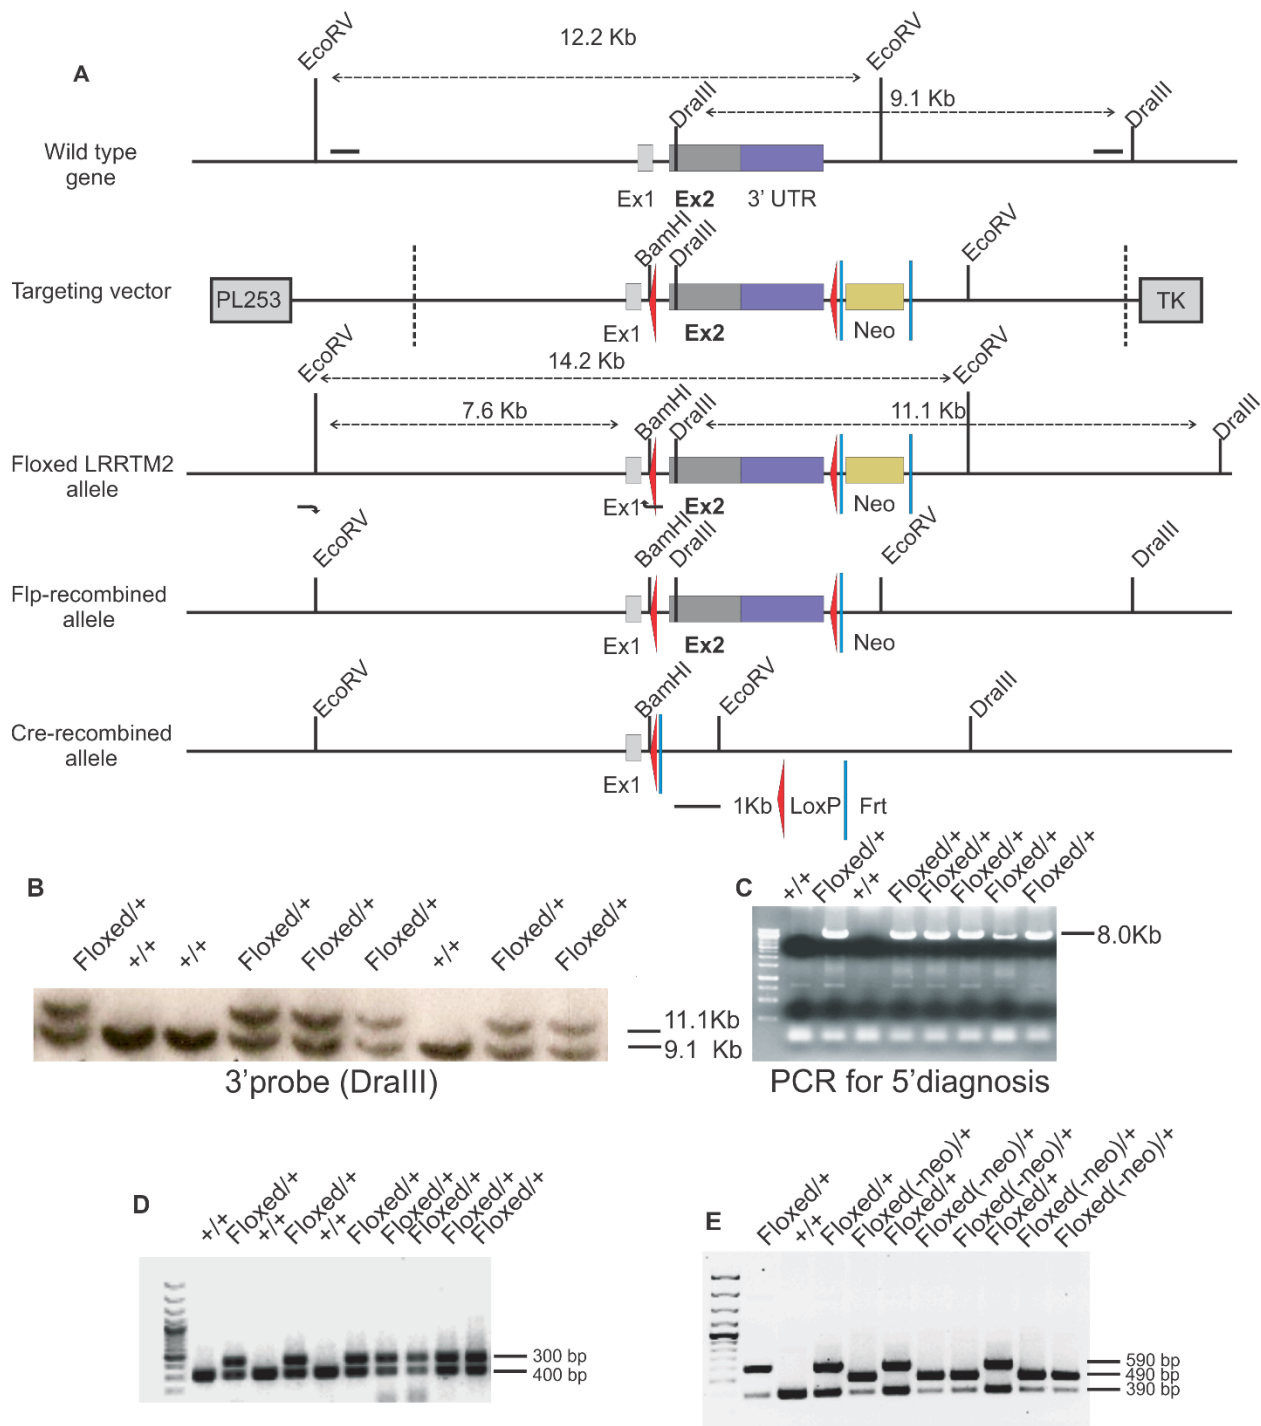 A
EcoRV
12.2 Kb
EcoRV
DraIII
9.1 Kb
DraIII
Wild type
gene
Ex1
Ex2
3' UTR
BamHI
DraIII
EcoRV
Targeting vector
PL253
TK
Ex1
Ex2
Neo
EcoRV
14.2 Kb
EcoRV
7.6 Kb
BamHI
DraIII
11.1 Kb
DraIII
Floxed LRRTM2
allele
Ex1
Ex2
Neo
EcoRV
BamHI
DraIII
EcoRV
DraIII
Flp-recombined
allele
Ex1
Ex2
Neo
EcoRV
BamHI
EcoRV
DraIII
Cre-recombined
allele
Ex1
1Kb
LoxP
Frt
B
Floxed/+
+/+
+/+
Floxed/+
Floxed/+
Floxed/+
+/+
Floxed/+
Floxed/+
11.1Kb
9.1 Kb
3'probe (DraIII)
C
+/+
Floxed/+
+/+
Floxed/+
Floxed/+
Floxed/+
Floxed/+
Floxed/+
8.0Kb
PCR for 5'diagnosis
D
+/+
Floxed/+
+/+
Floxed/+
+/+
Floxed/+
Floxed/+
Floxed/+
Floxed/+
Floxed/+
300 bp
400 bp
E
Floxed/+
+/+
Floxed/+
Floxed(-neo)/+
Floxed/+
Floxed(-neo)/+
Floxed(-neo)/+
Floxed/+
Floxed(-neo)/+
Floxed(-neo)/+
590 bp
490 bp
390 bp